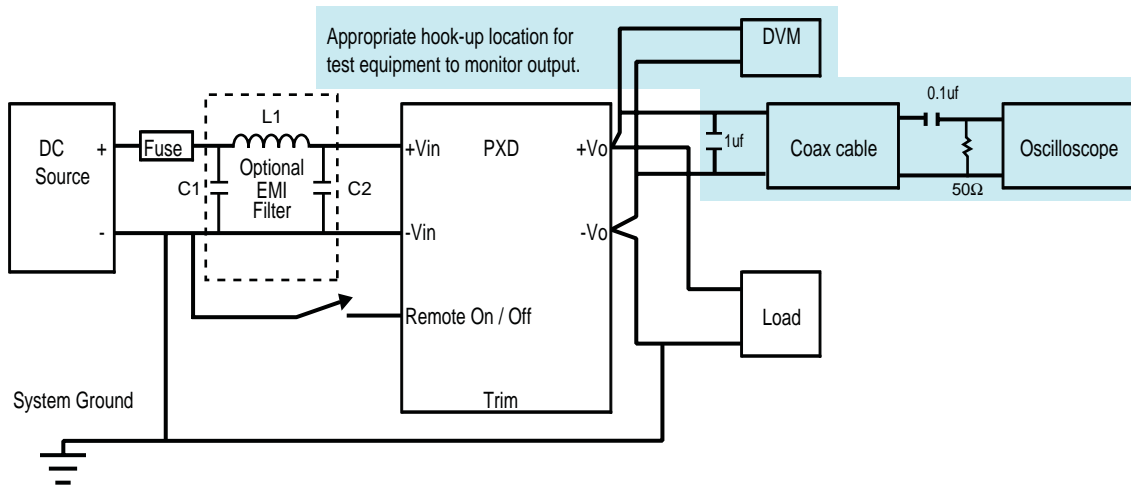 Appropriate hook-up location for
test equipment to monitor output.
DVM
0.1uf
L1
DC
Source
+
-
Fuse
Optional
EMI
Filter
C1
C2
+Vin
PXD
+Vo
1uf
Coax cable
50Ω
Oscilloscope
-Vin
-Vo
Remote On / Off
Load
Trim
System Ground